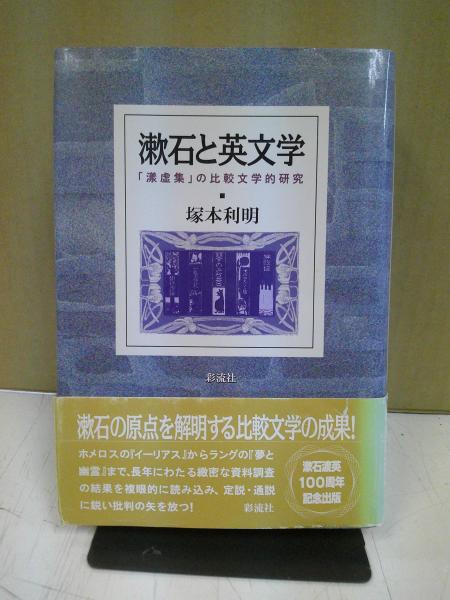 漱石と英文学
「漾虚集」の比較文学的研究
塚本利明
彩流社
漱石の原点を解明する比較文学の成果!
ホメロスの『イーリアス』からラングの『夢と
幽霊』まで、長年にわたる緻密な資料調査
の結果を複眼的に読み込み、定説・通説
に鋭い批判の矢を放つ!
漱石渡英
100周年
記念出版
彩流社